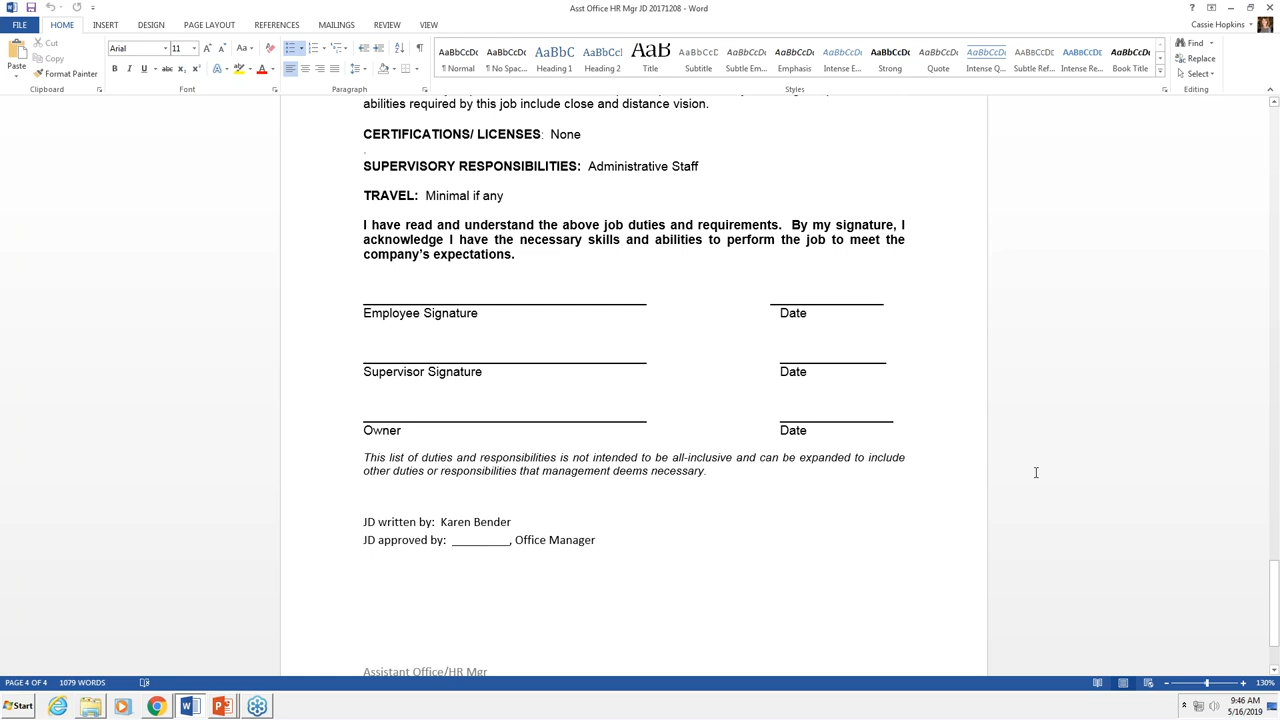 Asst Office HR Mgr JD 20171208 - Word
FILE HOME INSERT DESIGN PAGE LAYOUT REFERENCES MAILINGS REVIEW VIEW
Cassie Hopkins
Paste
Cut
Copy
Format Painter
Clipboard
Arial 11
Font
Paragraph
AaBbCcDc AaBbCcDc AaBbC AaBbCc AaB AaBbCcD AaBbCcDc AaBbCcDc AaBbCcDc AaBbCcDc AaBbCcDc AaBbCcDc AaBbCcDc AaBbCcDc AaBbCcDc
¶ Normal ¶ No Spac... Heading 1 Heading 2 Title Subtitle Subtle Em... Emphasis Intense E... Strong Quote Intense Q... Subtle Ref... Intense Re... Book Title
Styles
Find
Replace
Select
Editing
abilities required by this job include close and distance vision.
CERTIFICATIONS/ LICENSES: None
.
SUPERVISORY RESPONSIBILITIES: Administrative Staff
TRAVEL: Minimal if any
I have read and understand the above job duties and requirements. By my signature, I
acknowledge I have the necessary skills and abilities to perform the job to meet the
company's expectations.
Employee Signature Date
Supervisor Signature Date
Owner Date
This list of duties and responsibilities is not intended to be all-inclusive and can be expanded to include
other duties or responsibilities that management deems necessary.
JD written by: Karen Bender
JD approved by: __________, Office Manager
Assistant Office/HR Mgr
PAGE 4 OF 4 1079 WORDS 130%
Start
9:46 AM
5/16/2019